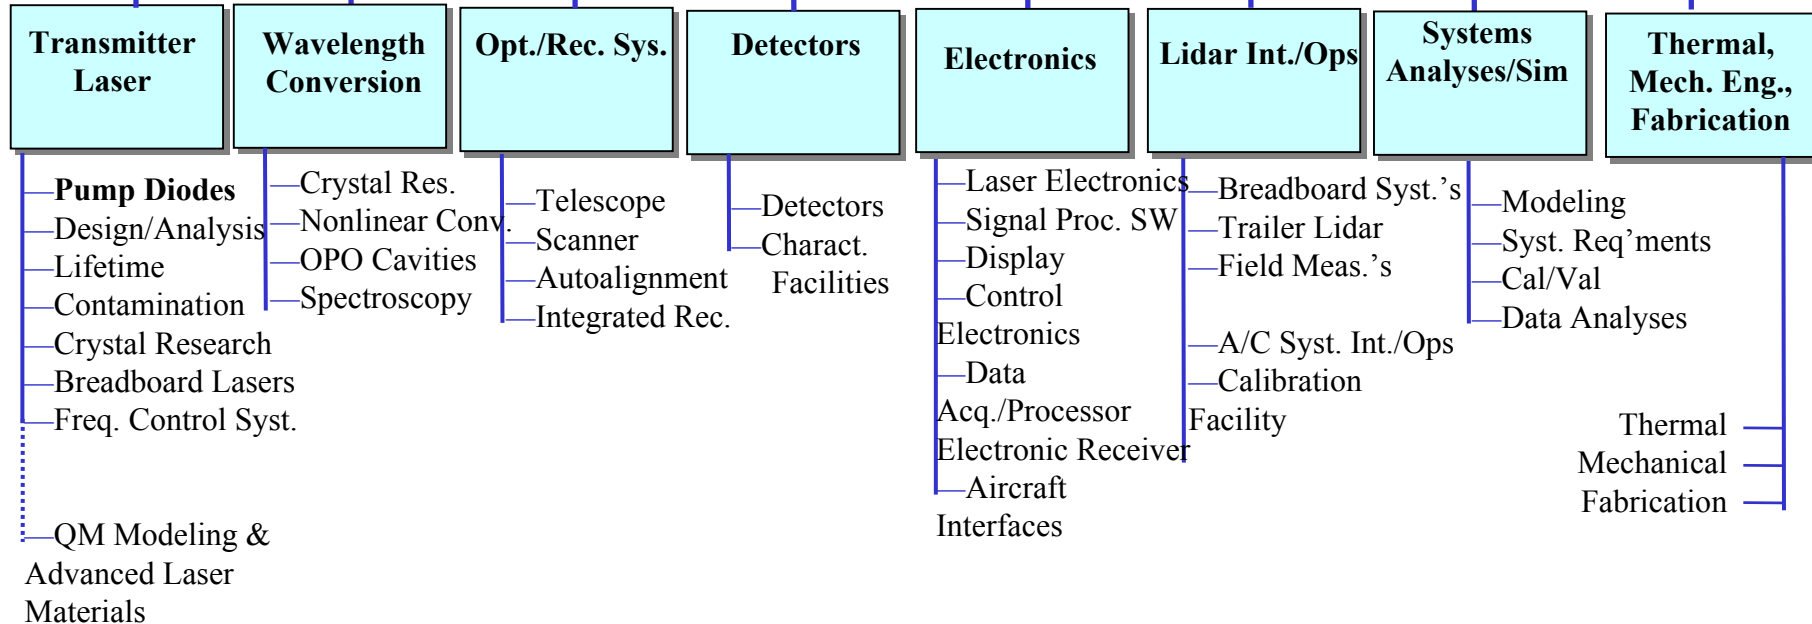 Transmitter
Laser
Pump Diodes
Design/Analysis
Lifetime
Contamination
Crystal Research
Breadboard Lasers
Freq. Control Syst.
QM Modeling &
Advanced Laser
Materials
Wavelength
Conversion
Crystal Res.
Nonlinear Conv.
OPO Cavities
Spectroscopy
Opt./Rec. Sys.
Telescope
Scanner
Autoalignment
Integrated Rec.
Detectors
Detectors
Charact.
Facilities
Electronics
Laser Electronics
Signal Proc. SW
Display
Control
Electronics
Data
Acq./Processor
Electronic Receiver
Aircraft
Interfaces
Lidar Int./Ops
Breadboard Syst.’s
Trailer Lidar
Field Meas.’s
A/C Syst. Int./Ops
Calibration
Facility
Systems
Analyses/Sim
Modeling
Syst. Req’ments
Cal/Val
Data Analyses
Thermal,
Mech. Eng.,
Fabrication
Thermal
Mechanical
Fabrication